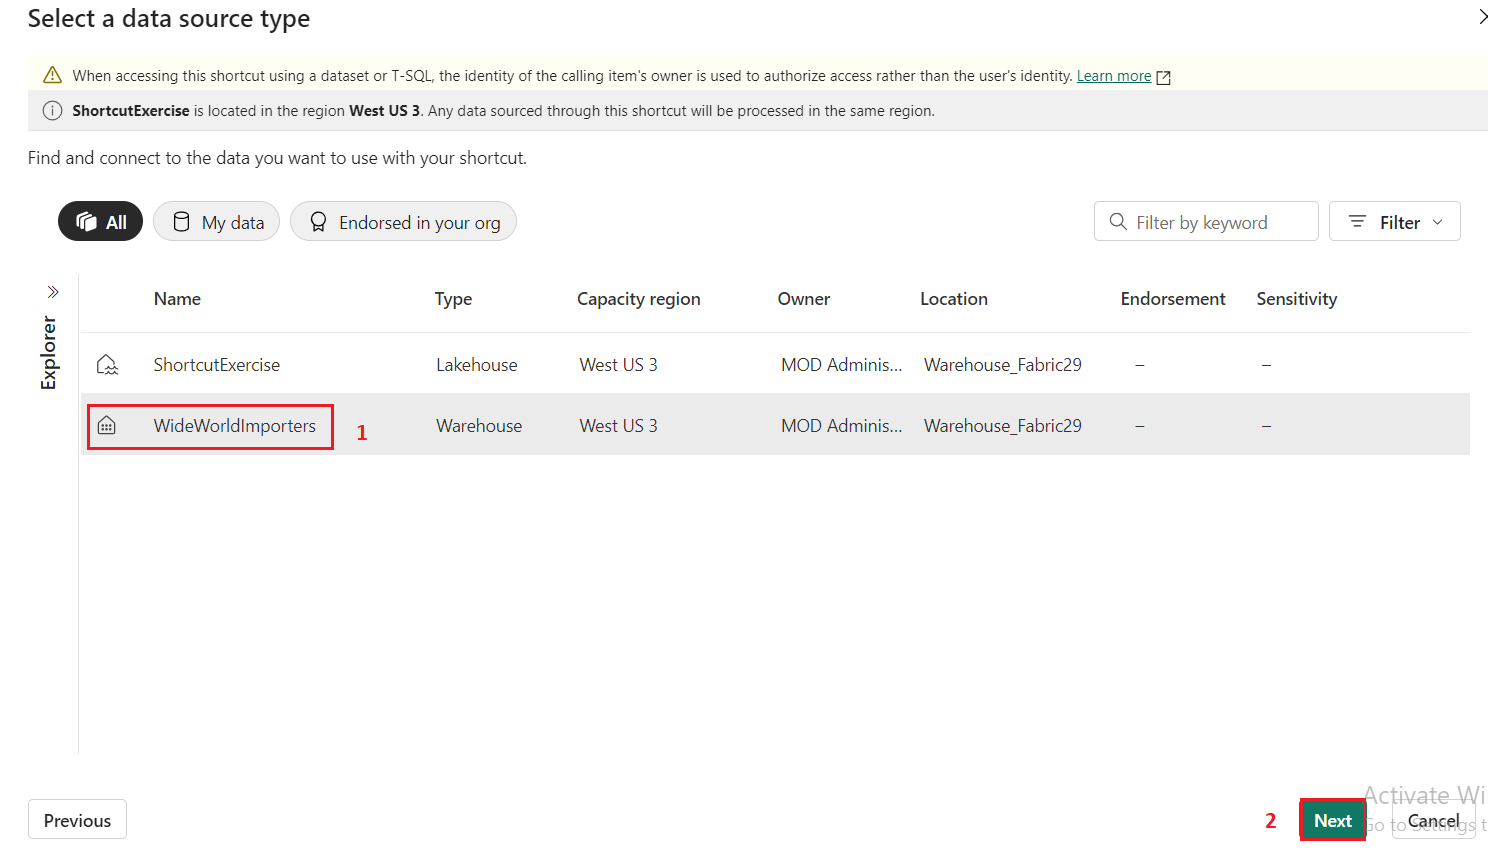 Select a data source type
When accessing this shortcut using a dataset or T-SQL, the identity of the calling item's owner is used to authorize access rather than the user's identity. Learn more
ShortcutExercise is located in the region West US 3. Any data sourced through this shortcut will be processed in the same region.
Find and connect to the data you want to use with your shortcut.
All My data Endorsed in your org Filter by keyword Filter
Explorer
Name Type Capacity region Owner Location Endorsement Sensitivity
ShortcutExercise Lakehouse West US 3 MOD Adminis... Warehouse_Fabric29 – –
WideWorldImporters 1 Warehouse West US 3 MOD Adminis... Warehouse_Fabric29 – –
Activate Wi
Previous 2 Next Cancel
Go to Settings t